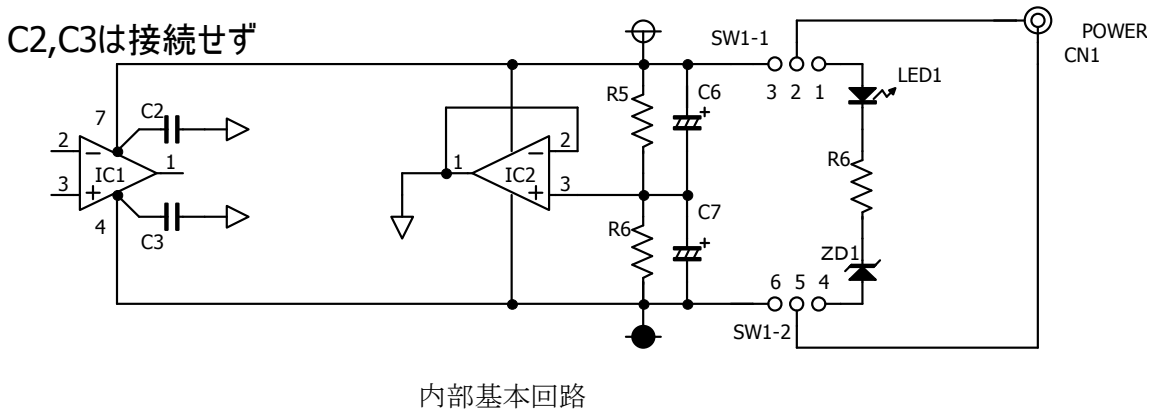 C2,C3は接続せず
SW1-1
POWER
CN1
3 2 1
LED1
R5
C6
+
7
C2
2
−
IC1
1
3
+
4
C3
1
IC2
−
2
+
3
R6
C7
+
R6
ZD1
6 5 4
SW1-2
内部基本回路